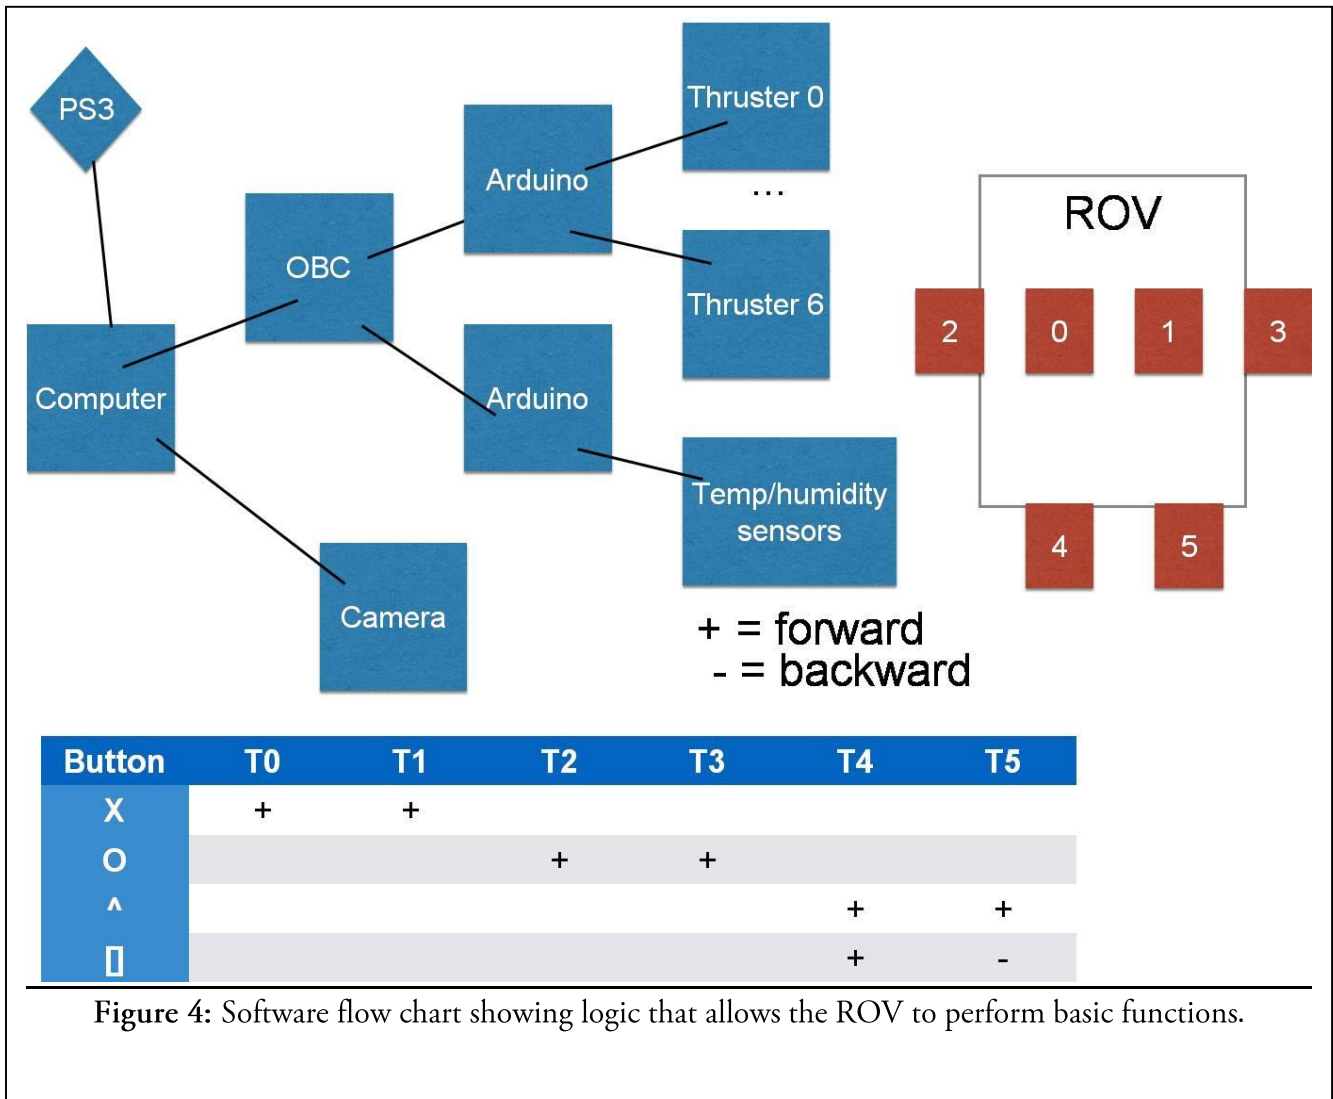 PS3
Computer
OBC
Camera
Arduino
Arduino
Thruster 0
...
Thruster 6
Temp/humidity
sensors
ROV
2 0 1 3
4 5
+ = forward
- = backward
Button T0 T1 T2 T3 T4 T5
X + +
O + +
^ + +
[] + -
Figure 4: Software flow chart showing logic that allows the ROV to perform basic functions.